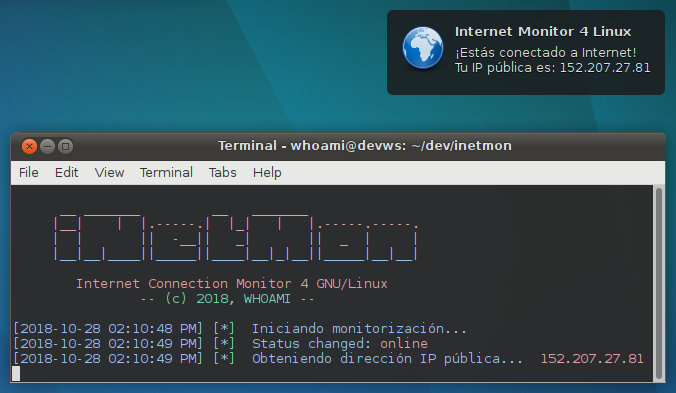 Internet Monitor 4 Linux
¡Estás conectado a Internet!
Tu IP pública es: 152.207.27.81
Terminal - whoami@devws: ~/dev/inetmon
File Edit View Terminal Tabs Help
inetmon
Internet Connection Monitor 4 GNU/Linux
-- (c) 2018, WHOAMI --
[2018-10-28 02:10:48 PM] [*] Iniciando monitorización...
[2018-10-28 02:10:49 PM] [*] Status changed: online
[2018-10-28 02:10:49 PM] [*] Obteniendo dirección IP pública... 152.207.27.81